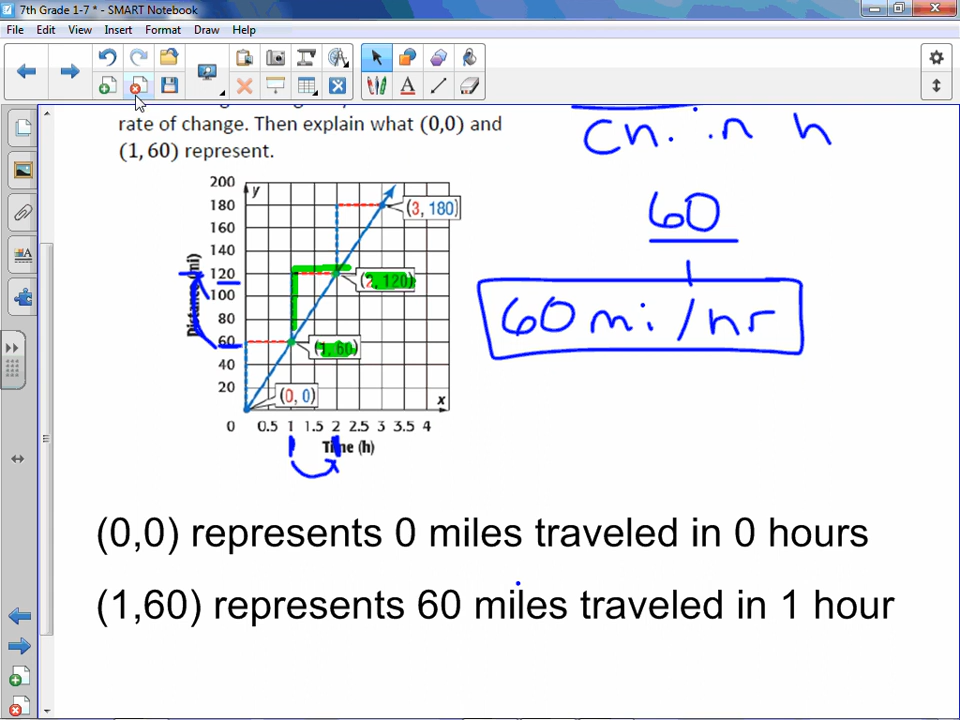 7th Grade 1-7 * - SMART Notebook
File Edit View Insert Format Draw Help
rate of change. Then explain what (0,0) and
(1, 60) represent.
ch. in h
60
1
60 mi/hr
y
200
180
160
140
120
100
80
60
40
20
0 0.5 1 1.5 2 2.5 3 3.5 4
x
Distance (mi)
Time (h)
(3, 180)
(2, 120)
(1, 60)
(0, 0)
(0,0) represents 0 miles traveled in 0 hours
(1,60) represents 60 miles traveled in 1 hour